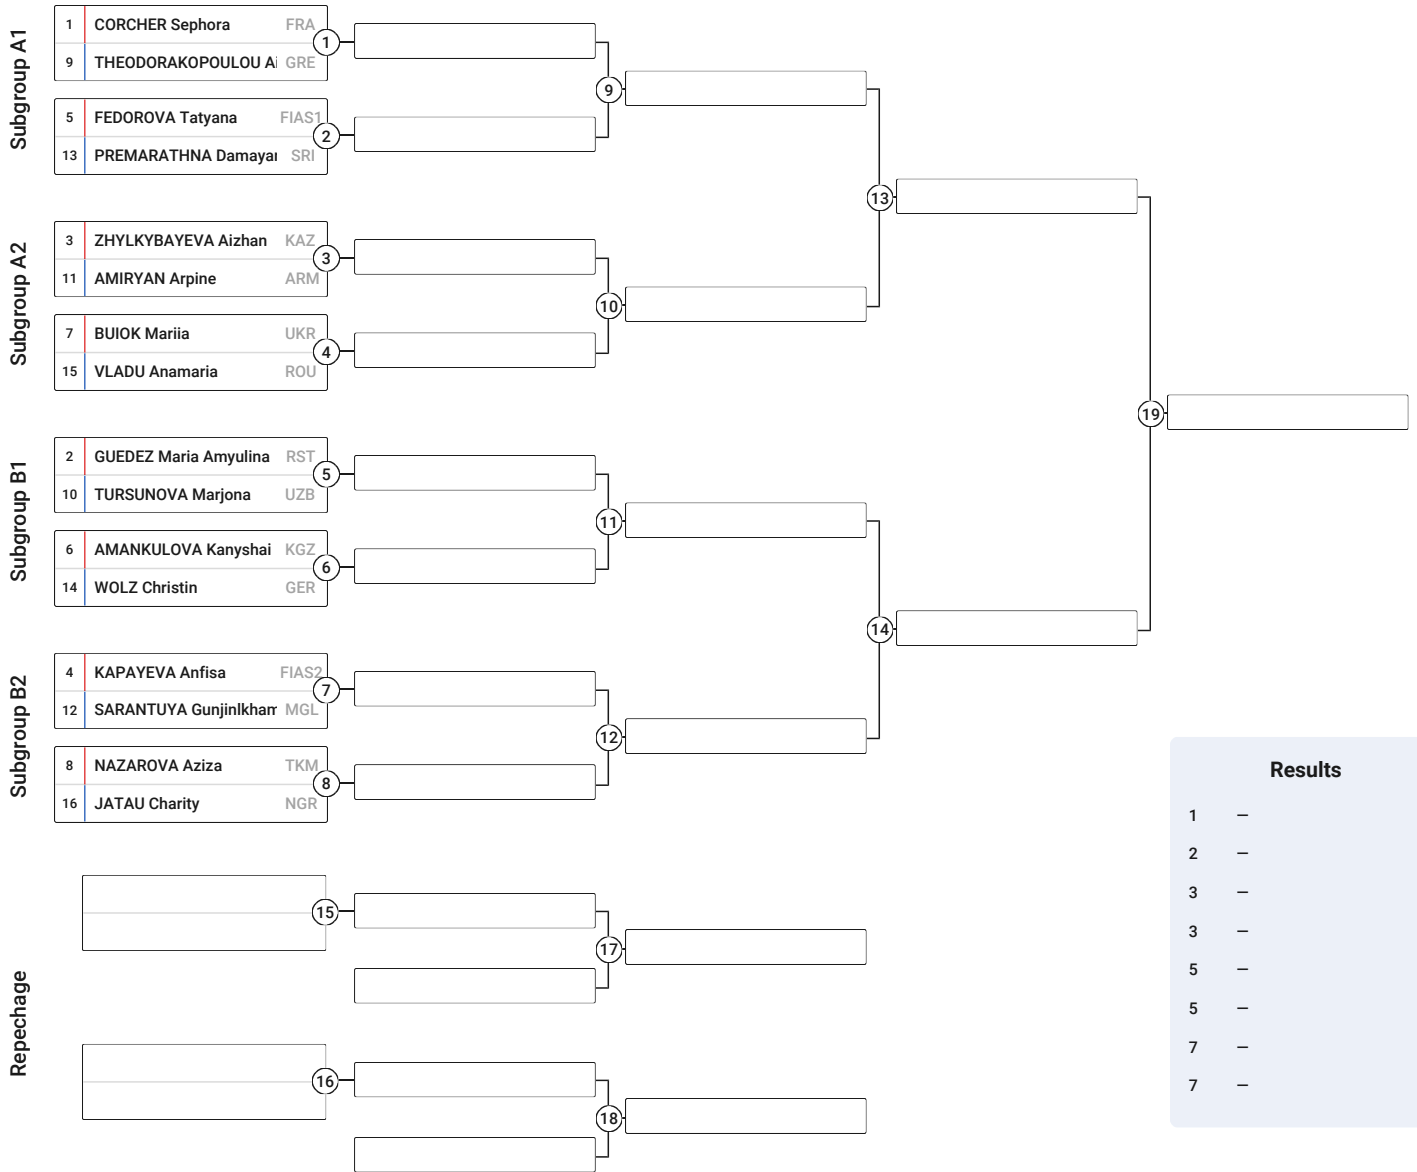 Subgroup A1
1 CORCHER Sephora FRA
9 THEODORAKOPOULOU Ai GRE
1
5 FEDOROVA Tatyana FIAS1
13 PREMARATHNA Damayan SRI
2
9
Subgroup A2
3 ZHYLKYBAYEVA Aizhan KAZ
11 AMIRYAN Arpine ARM
3
7 BUIOK Mariia UKR
15 VLADU Anamaria ROU
4
10
13
Subgroup B1
2 GUEDEZ Maria Amyulina RST
10 TURSUNOVA Marjona UZB
5
6 AMANKULOVA Kanyshai KGZ
14 WOLZ Christin GER
6
11
Subgroup B2
4 KAPAYEVA Anfisa FIAS2
12 SARANTUYA Gunjinlkham MGL
7
8 NAZAROVA Aziza TKM
16 JATAU Charity NGR
8
12
14
19
Repechage
15
17
16
18
Results
1 –
2 –
3 –
3 –
5 –
5 –
7 –
7 –